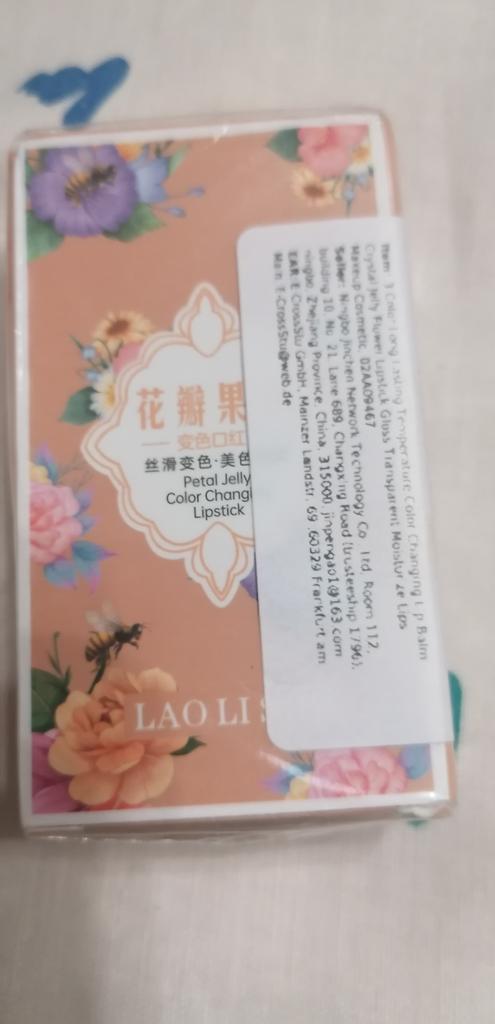 花瓣果
变色口红
丝滑变色·美色
Petal Jelly
Color Chang
Lipstick
LAO LI S
Item: 3 Color Long Lasting Temperature Color Changing Lip Balm
Crystal Jelly Flower Lipstick Gloss Transparent Moisturize Lips
Makeup Cosmetic, 02AA09467
Seller: Ningbo Jinchen Network Technology Co., Ltd, Room 112,
building 10, No. 21, Lane 689, Changxing Road (trusteeship 1796),
ningbo, Zhejiang Province, China, 315000, jinpengao1@163.com
EAR: E-CrossStu GmbH, Mainzer Landstr. 69, 60329 Frankfurt am
Main, E-CrossStu@web.de